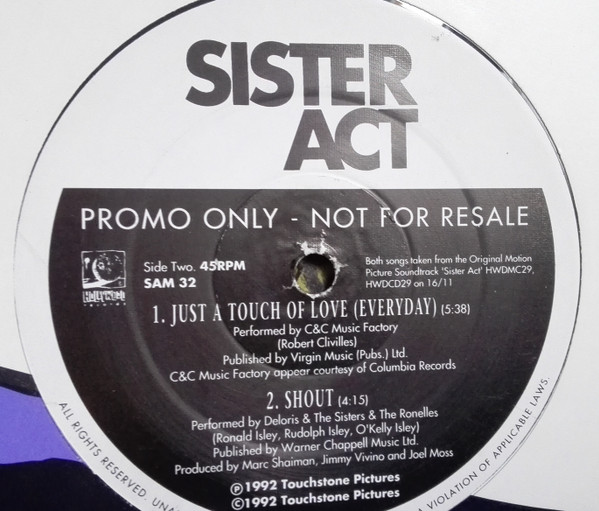 SISTER
ACT
PROMO ONLY - NOT FOR RESALE
Side Two. 45RPM
SAM 32
Both songs taken from the Original Motion
Picture Soundtrack 'Sister Act' HWDMC29,
HWDCD29 on 16/11
HOLLYWOOD
RECORDS
1. JUST A TOUCH OF LOVE (EVERYDAY) (5:38)
Performed by C&C Music Factory
(Robert Clivilles)
Published by Virgin Music (Pubs.) Ltd.
C&C Music Factory appear courtesy of Columbia Records
2. SHOUT (4:15)
Performed by Deloris & The Sisters & The Ronelles
(Ronald Isley, Rudolph Isley, O'Kelly Isley)
Published by Warner Chappell Music Ltd.
Produced by Marc Shaiman, Jimmy Vivino and Joel Moss
℗1992 Touchstone Pictures
©1992 Touchstone Pictures
ALL RIGHTS RESERVED. UNA
A VIOLATION OF APPLICABLE LAWS.